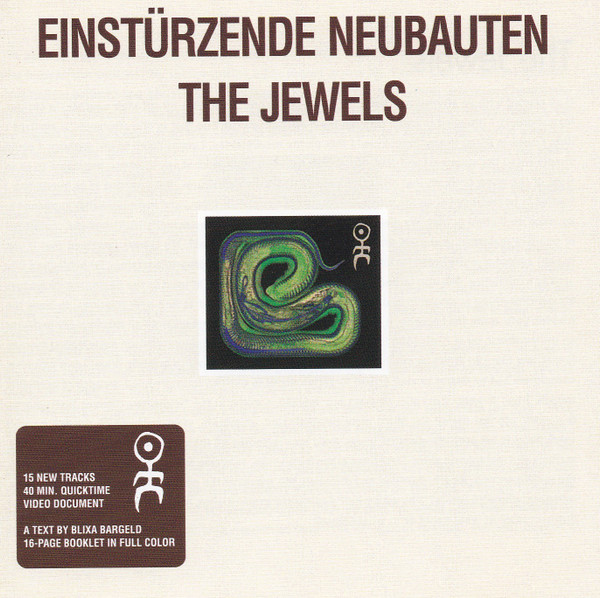 EINSTÜRZENDE NEUBAUTEN
THE JEWELS
15 NEW TRACKS
40 MIN. QUICKTIME
VIDEO DOCUMENT
A TEXT BY BLIXA BARGELD
16-PAGE BOOKLET IN FULL COLOR